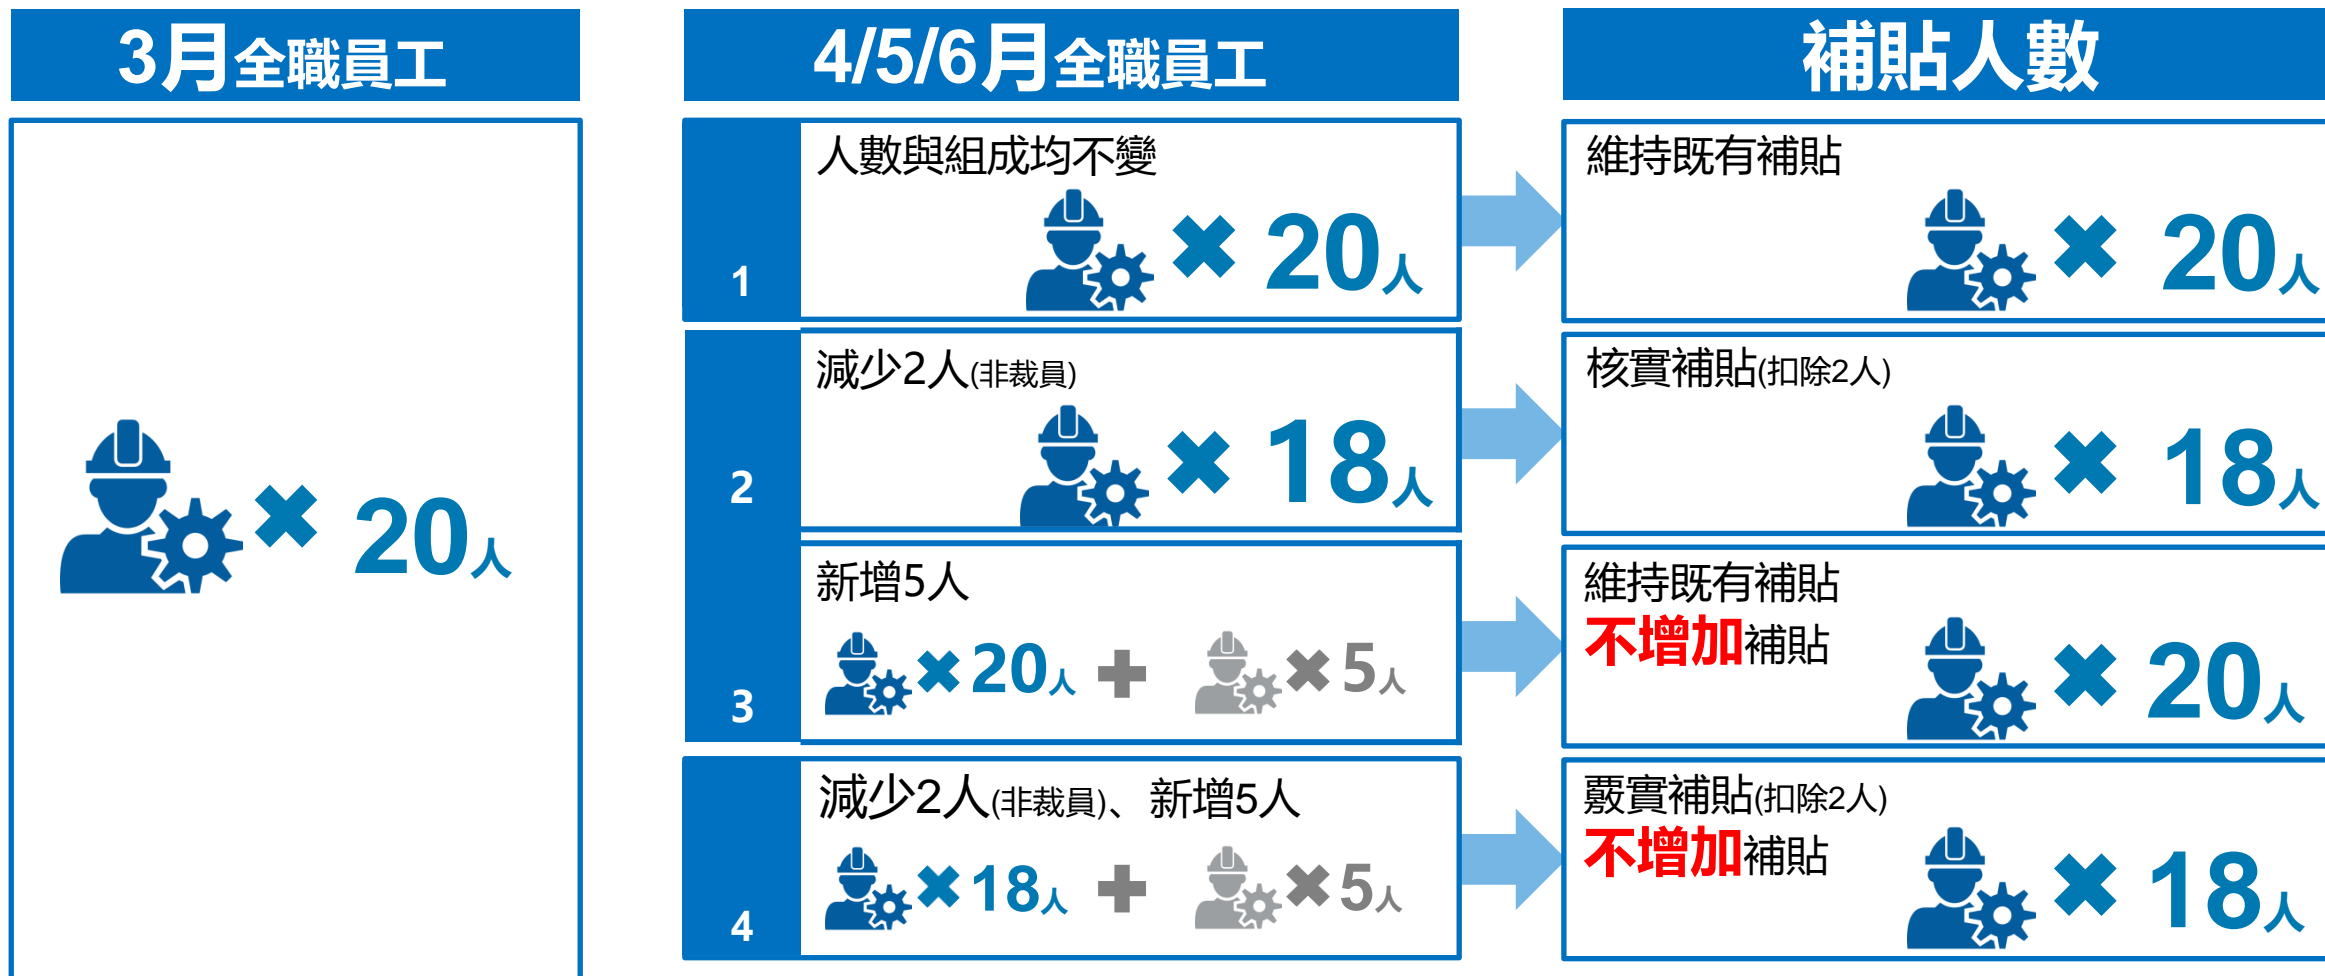 3月全職員工
4/5/6月全職員工
補貼人數
✖ 20人
1
人數與組成均不變
✖ 20人
維持既有補貼
✖ 20人
2
減少2人(非裁員)
✖ 18人
核實補貼(扣除2人)
✖ 18人
3
新增5人
✖20人 ✚ ✖5人
維持既有補貼
不增加補貼
✖ 20人
4
減少2人(非裁員)、新增5人
✖18人 ✚ ✖5人
覈實補貼(扣除2人)
不增加補貼
✖ 18人